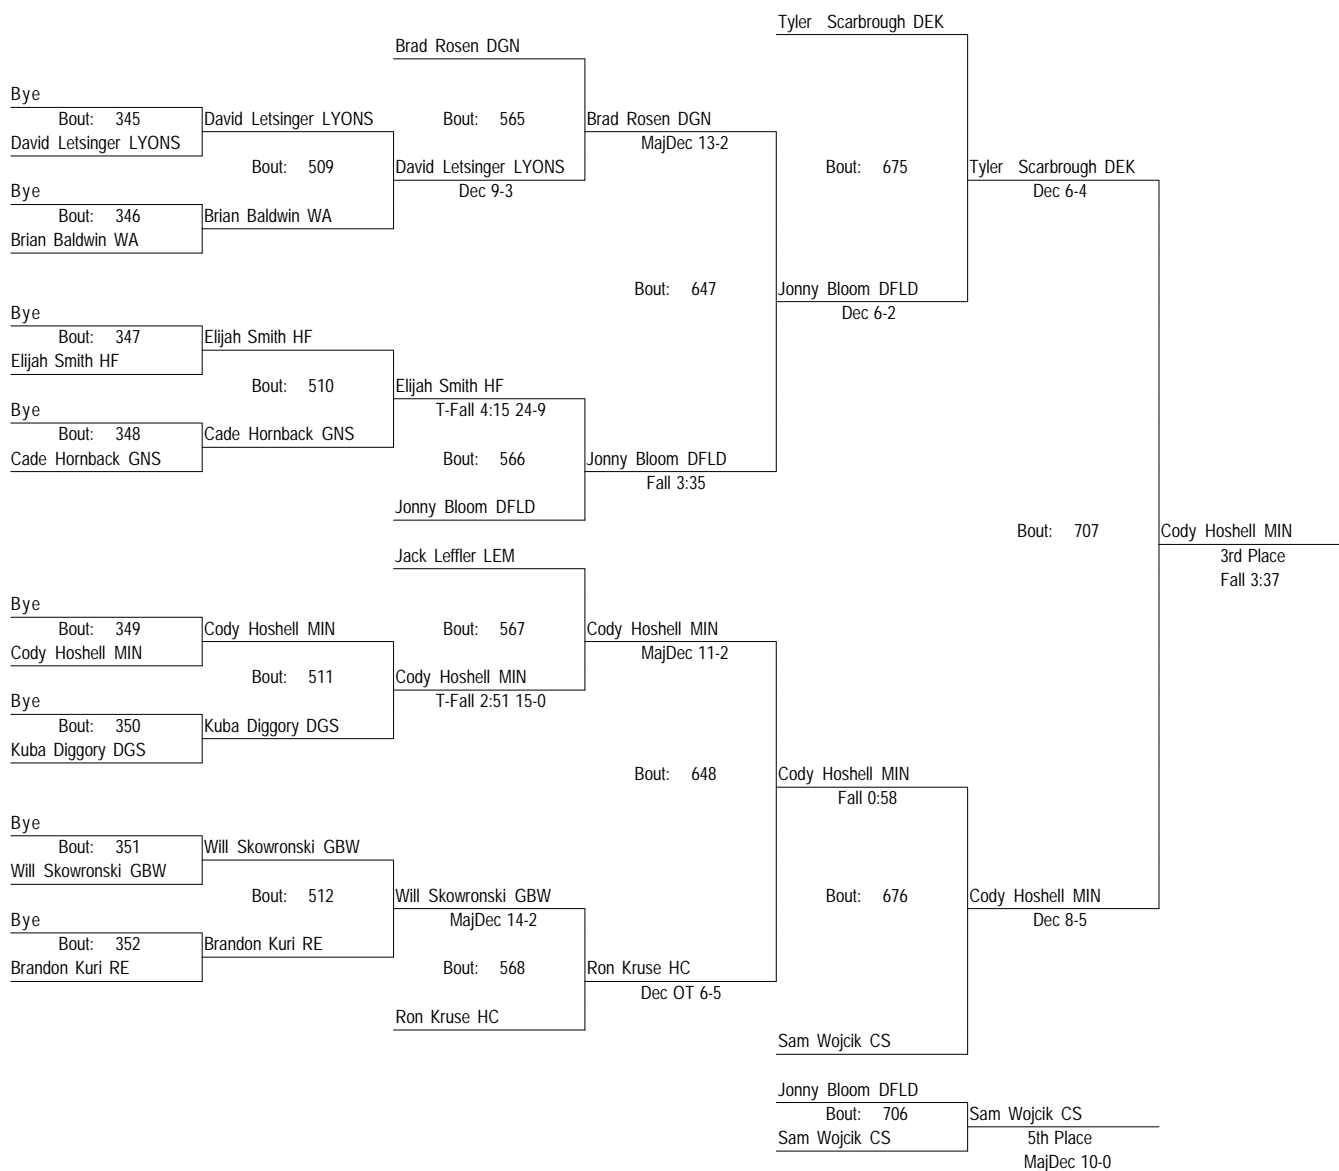 Tyler Scarbrough DEK
Brad Rosen DGN
Bye
Bout: 345
David Letsinger LYONS
Bout: 565
Brad Rosen DGN
David Letsinger LYONS
MajDec 13-2
Bout: 509
David Letsinger LYONS
Bout: 675
Tyler Scarbrough DEK
Bye
Dec 9-3
Dec 6-4
Bout: 346
Brian Baldwin WA
Brian Baldwin WA
Bout: 647
Jonny Bloom DFLD
Bye
Dec 6-2
Bout: 347
Elijah Smith HF
Elijah Smith HF
Bout: 510
Elijah Smith HF
Bye
T-Fall 4:15 24-9
Bout: 348
Cade Hornback GNS
Cade Hornback GNS
Bout: 566
Jonny Bloom DFLD
Fall 3:35
Jonny Bloom DFLD
Bout: 707
Cody Hoshell MIN
Jack Leffler LEM
3rd Place
Fall 3:37
Bye
Bout: 349
Cody Hoshell MIN
Bout: 567
Cody Hoshell MIN
Cody Hoshell MIN
MajDec 11-2
Bout: 511
Cody Hoshell MIN
Bye
T-Fall 2:51 15-0
Bout: 350
Kuba Diggory DGS
Kuba Diggory DGS
Bout: 648
Cody Hoshell MIN
Fall 0:58
Bye
Bout: 351
Will Skowronski GBW
Will Skowronski GBW
Bout: 512
Will Skowronski GBW
Bout: 676
Cody Hoshell MIN
Bye
MajDec 14-2
Dec 8-5
Bout: 352
Brandon Kuri RE
Brandon Kuri RE
Bout: 568
Ron Kruse HC
Dec OT 6-5
Ron Kruse HC
Sam Wojcik CS
Jonny Bloom DFLD
Bout: 706
Sam Wojcik CS
Sam Wojcik CS
5th Place
MajDec 10-0